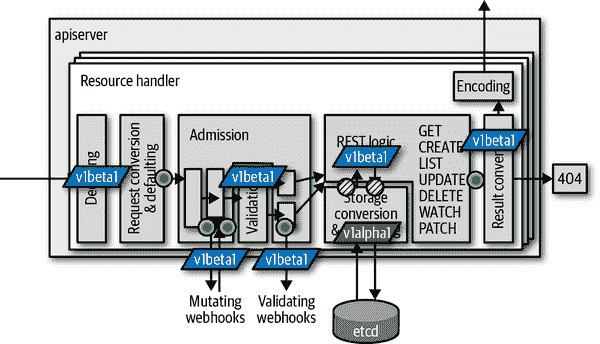 apiserver
Resource handler
Encoding
Admission
REST logic
GET
CREATE
LIST
UPDATE
DELETE
WATCH
PATCH
v1beta1
Request conversion
& defaulting
v1beta1
v1beta1
v1beta1
404
Storage
conversion
v1alpha1
v1beta1
v1beta1
Mutating
webhooks
Validating
webhooks
etcd